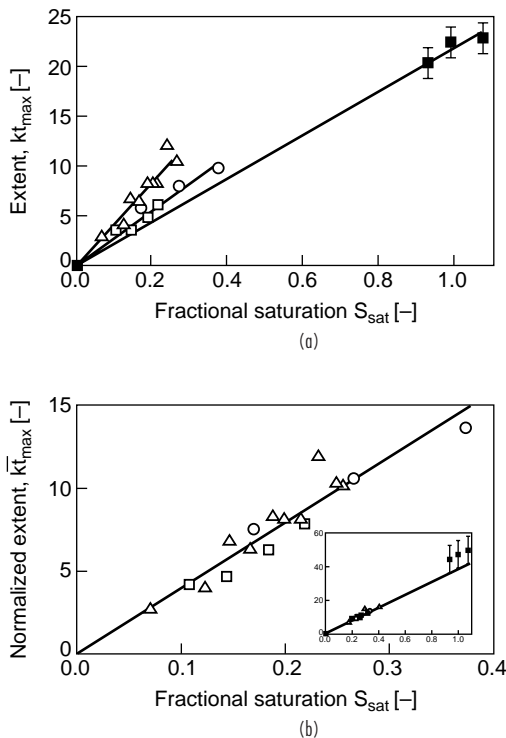 25
20
15
10
5
0
Extent, kt_max [–]
0.0 0.2 0.4 0.6 0.8 1.0
Fractional saturation S_sat [–]
(a)
15
10
5
0
Normalized extent, k̅t̅_max [–]
60
40
20
0
0.0 0.2 0.4 0.6 0.8 1.0
0.0 0.1 0.2 0.3 0.4
Fractional saturation S_sat [–]
(b)